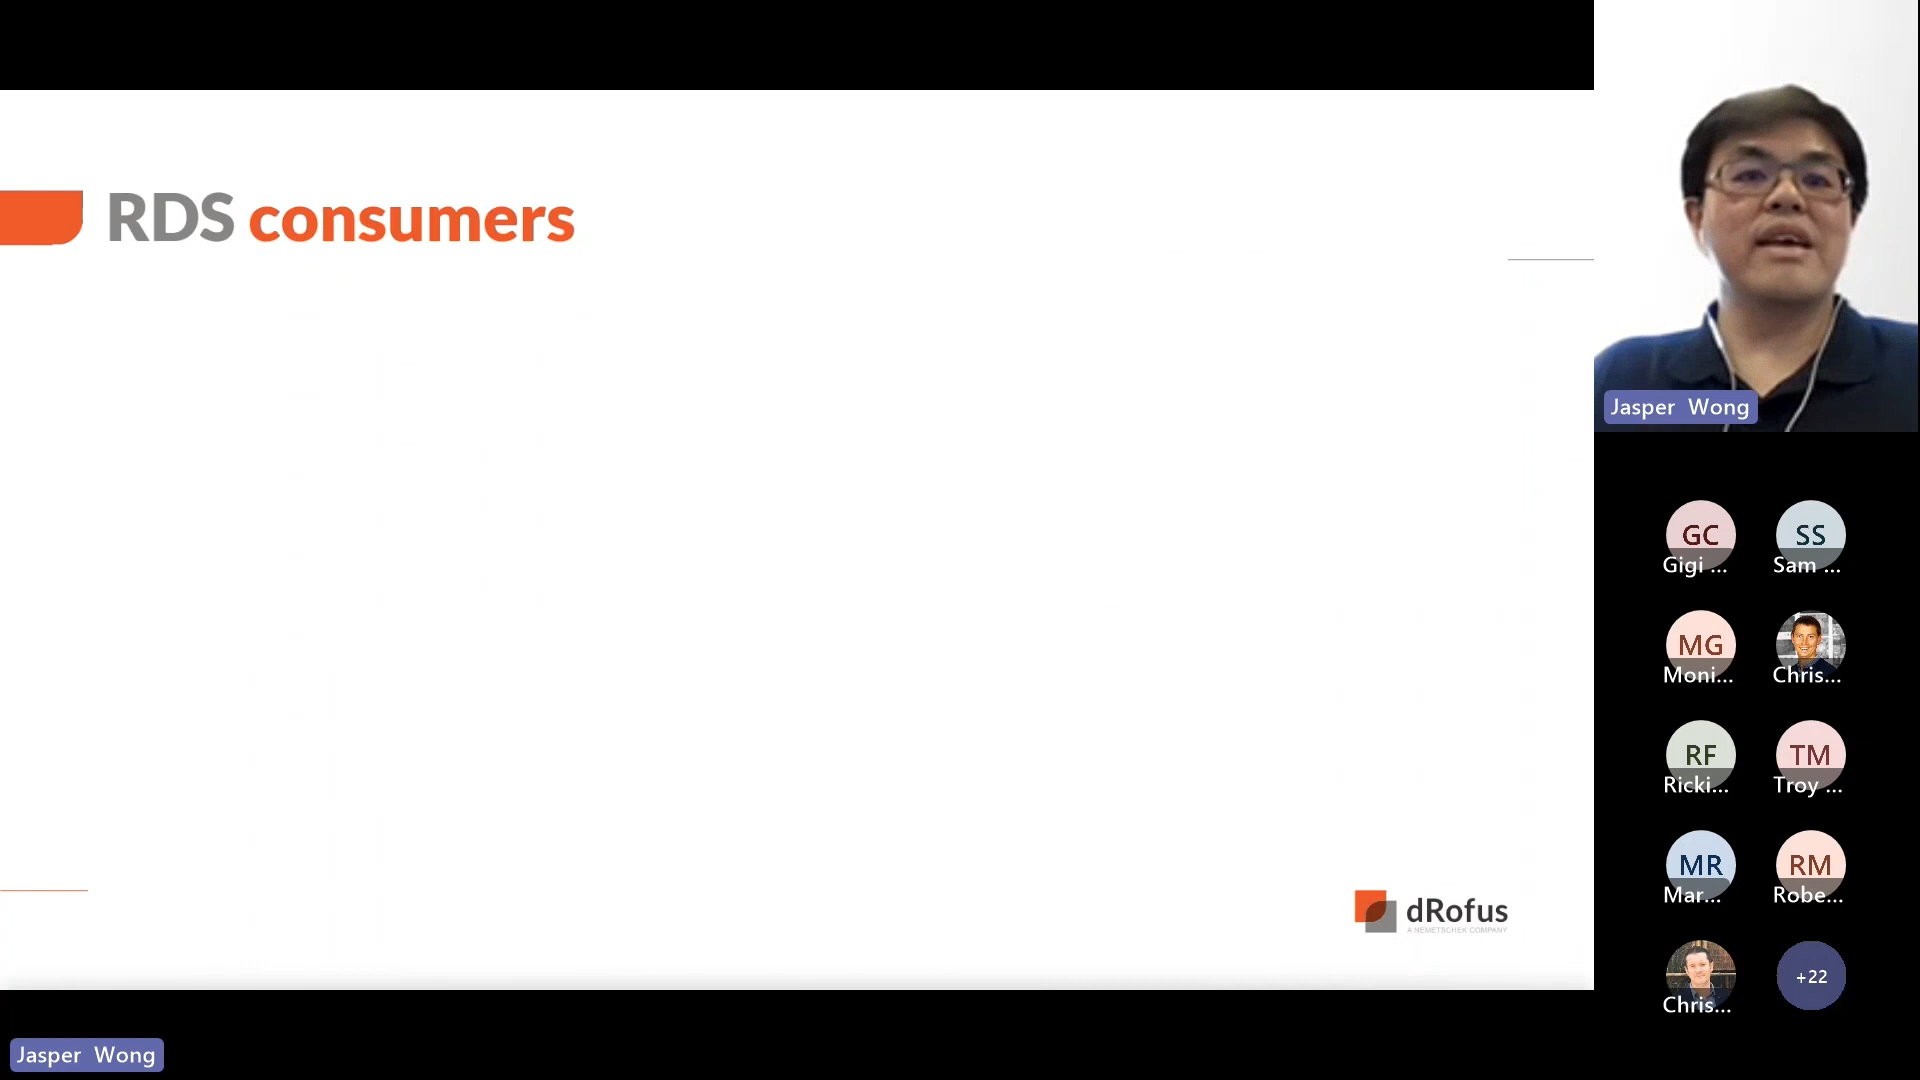 RDS consumers
dRofus
A NEMETSCHEK COMPANY
Jasper Wong
GC
Gigi ...
SS
Sam ...
MG
Moni...
Chris...
RF
Ricki...
TM
Troy ...
MR
Mar...
RM
Robe...
Chris...
+22
Jasper Wong